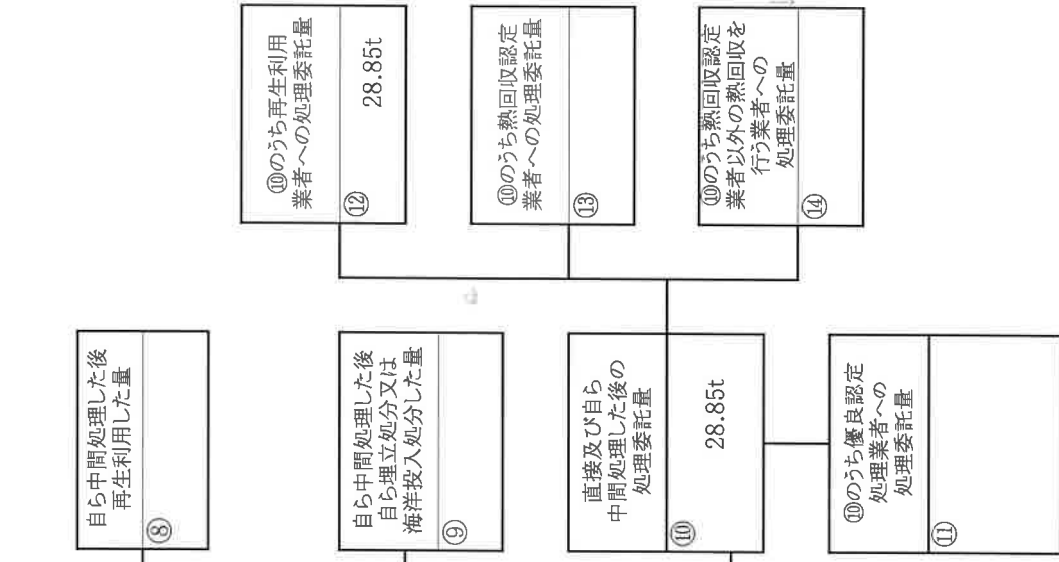 自ら中間処理した後
再生利用した量
⑧
自ら中間処理した後
自ら埋立処分又は
海洋投入処分した量
⑨
直接及び自ら
中間処理した後の
処理委託量
⑩
28.85t
⑩のうち優良認定
処理業者への
処理委託量
⑪
⑩のうち再生利用
業者への処理委託量
⑫
28.85t
⑩のうち熱回収認定
業者への処理委託量
⑬
⑩のうち熱回収認定
業者以外の熱回収を
行う業者への
処理委託量
⑭